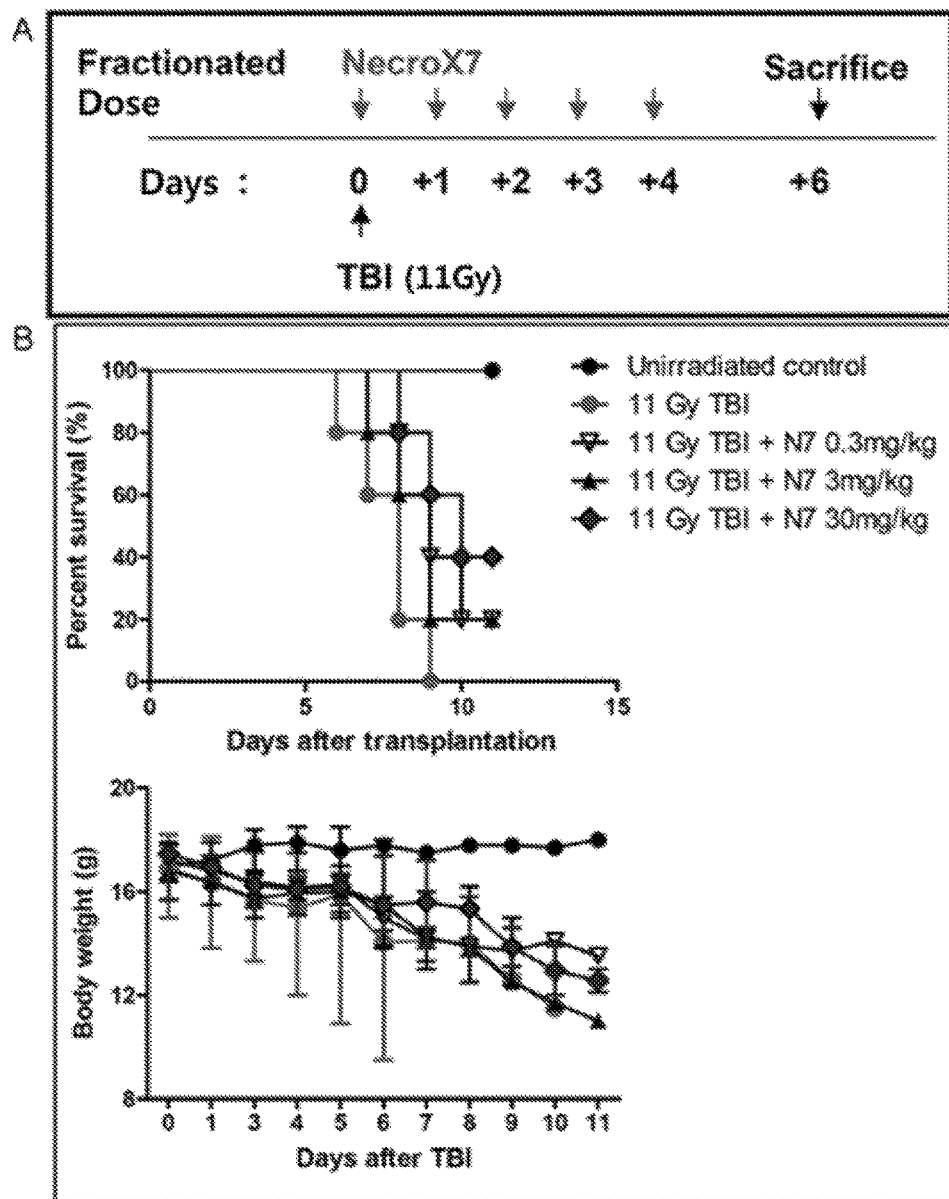 A
Fractionated Dose
NecroX7
Sacrifice
Days :
0 +1 +2 +3 +4 +6
TBI (11Gy)
B
Percent survival (%)
100
80
60
40
20
0
0 5 10 15
Days after transplantation
Unirradiated control
11 Gy TBI
11 Gy TBI + N7 0.3mg/kg
11 Gy TBI + N7 3mg/kg
11 Gy TBI + N7 30mg/kg
Body weight (g)
20
16
12
8
0 1 3 4 5 6 7 8 9 10 11
Days after TBI